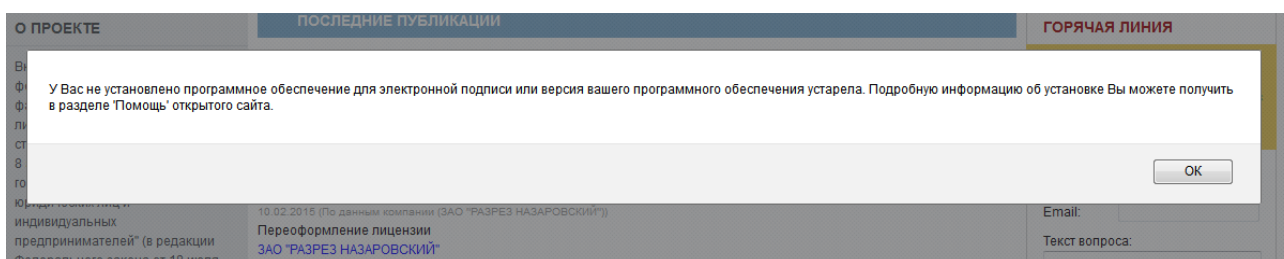 О ПРОЕКТЕ
ПОСЛЕДНИЕ ПУБЛИКАЦИИ
ГОРЯЧАЯ ЛИНИЯ
У Вас не установлено программное обеспечение для электронной подписи или версия вашего программного обеспечения устарела. Подробную информацию об установке Вы можете получить
в разделе 'Помощь' открытого сайта.
OK
8
10.02.2015 (По данным компании (ЗАО "РАЗРЕЗ НАЗАРОВСКИЙ"))
Переоформление лицензии
ЗАО "РАЗРЕЗ НАЗАРОВСКИЙ"
индивидуальных
предпринимателей" (в редакции
Email:
Текст вопроса: